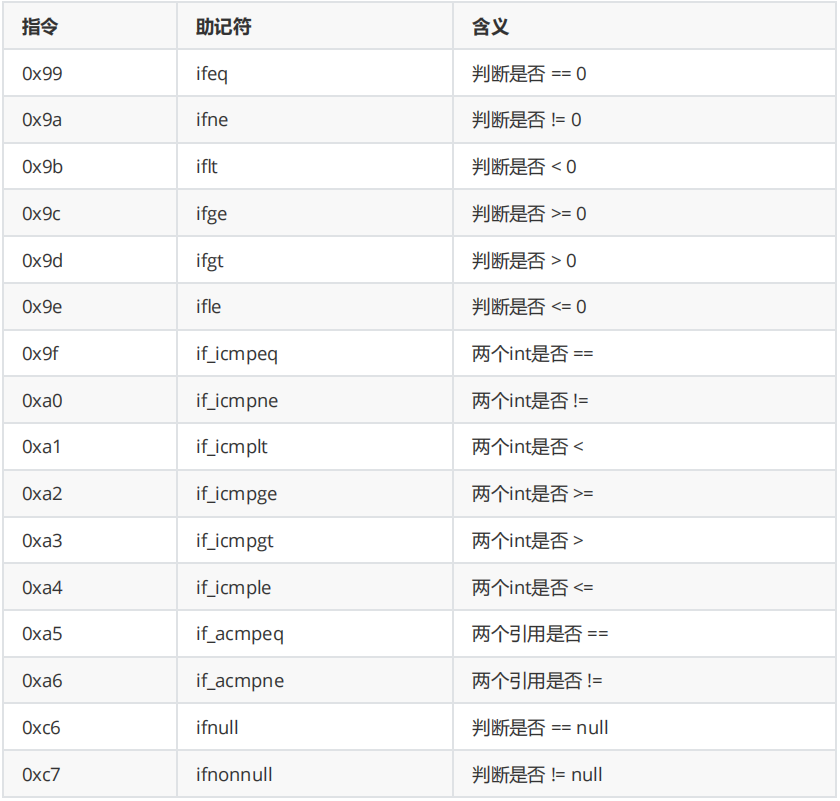 指令 助记符 含义
0x99 ifeq 判断是否 == 0
0x9a ifne 判断是否 != 0
0x9b iflt 判断是否 < 0
0x9c ifge 判断是否 >= 0
0x9d ifgt 判断是否 > 0
0x9e ifle 判断是否 <= 0
0x9f if_icmpeq 两个int是否 ==
0xa0 if_icmpne 两个int是否 !=
0xa1 if_icmplt 两个int是否 <
0xa2 if_icmpge 两个int是否 >=
0xa3 if_icmpgt 两个int是否 >
0xa4 if_icmple 两个int是否 <=
0xa5 if_acmpeq 两个引用是否 ==
0xa6 if_acmpne 两个引用是否 !=
0xc6 ifnull 判断是否 == null
0xc7 ifnonnull 判断是否 != null